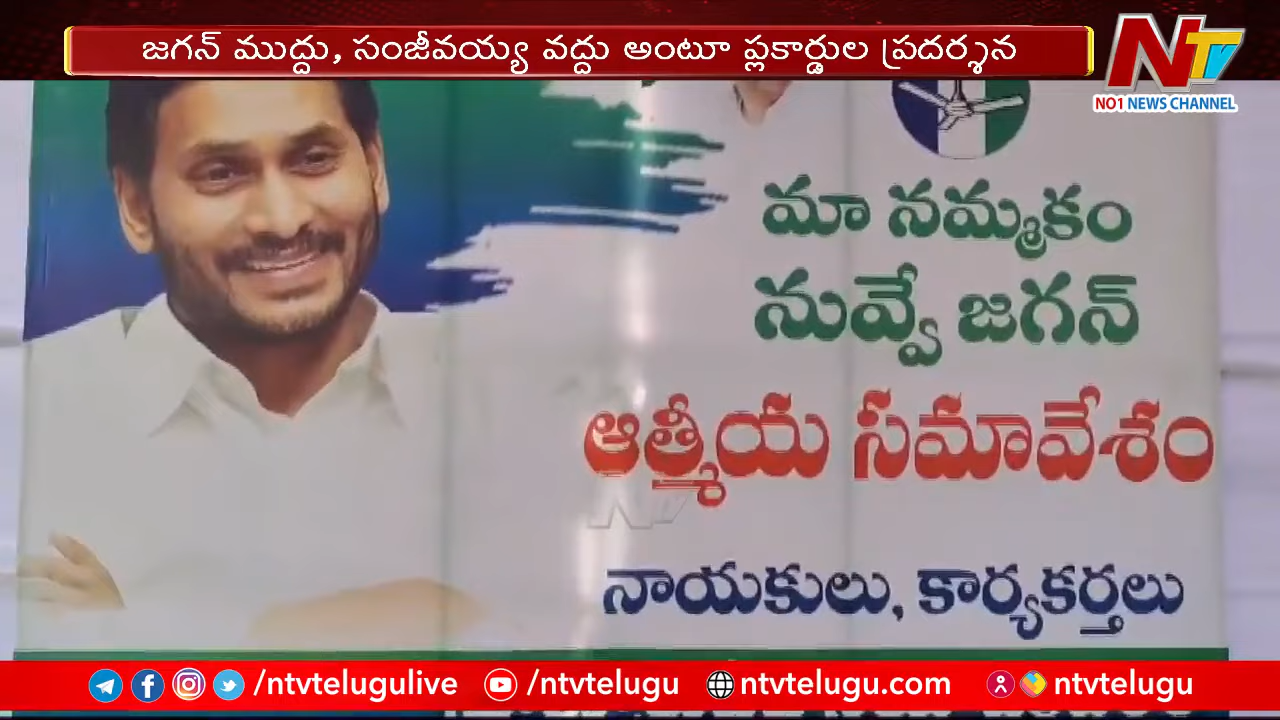 జగన్ ముద్దు, సంజీవయ్య వద్దు అంటూ ప్లకార్డుల ప్రదర్శన
NTV
NO1 NEWS CHANNEL
మా నమ్మకం
నువ్వే జగన్
ఆత్మీయ సమావేశం
NTV
నాయకులు, కార్యకర్తలు
/ntvtelugulive
/ntvtelugu
ntvtelugu.com
ntvtelugu